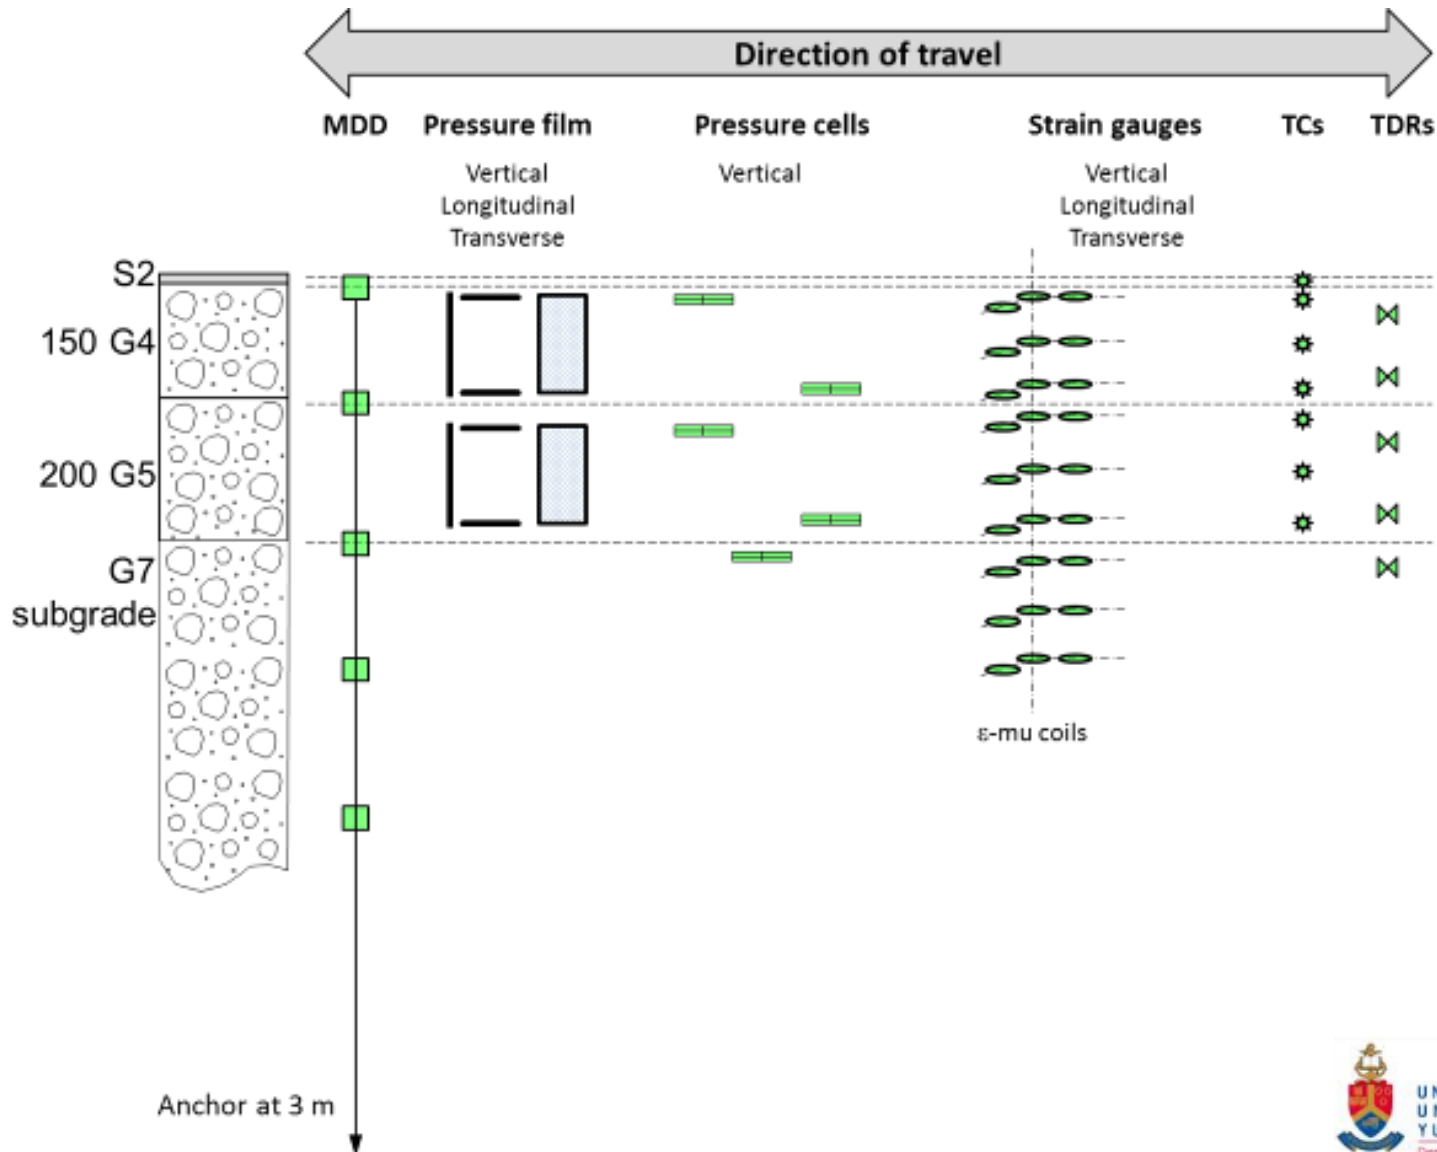 Direction of travel
MDD
Pressure film
Pressure cells
Strain gauges
TCs
TDRs
Vertical
Longitudinal
Transverse
Vertical
Vertical
Longitudinal
Transverse
S2
150 G4
200 G5
G7
subgrade
ε-mu coils
Anchor at 3 m